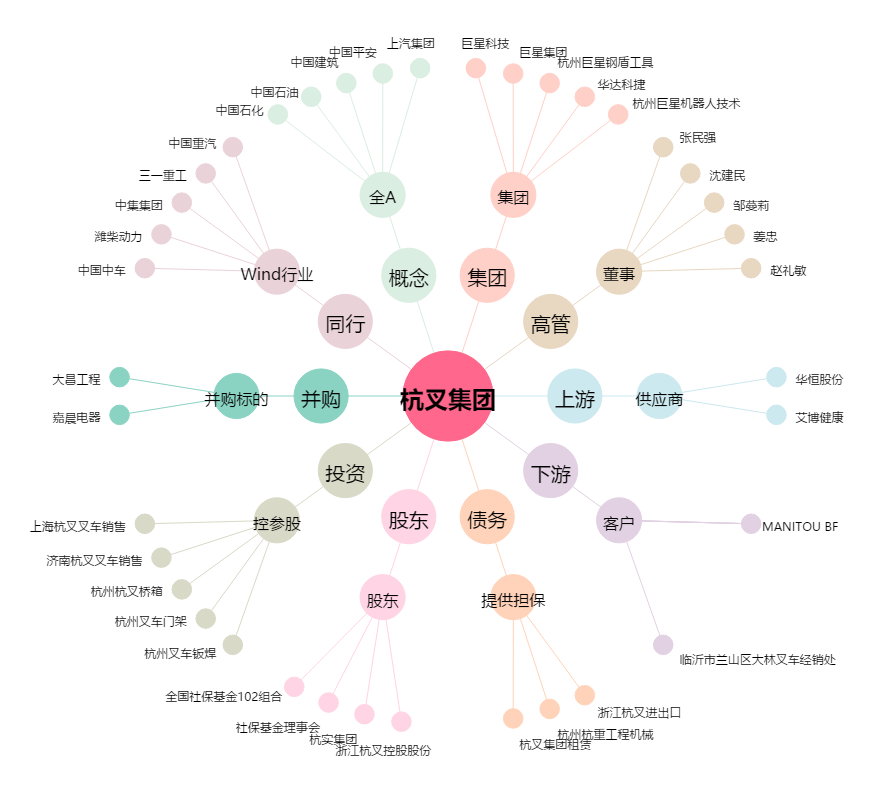 上汽集团
中国平安
中国建筑
中国石油
中国石化
全A
概念
巨星科技
巨星集团
杭州巨星钢盾工具
华达科捷
杭州巨星机器人技术
集团
集团
张民强
沈建民
邹蘷莉
姜忠
赵礼敏
董事
高管
中国重汽
三一重工
中集集团
潍柴动力
中国中车
Wind行业
同行
大昌工程
嘉晨电器
并购标的
并购
杭叉集团
上游
供应商
华恒股份
艾博健康
投资
控参股
上海杭叉叉车销售
济南杭叉叉车销售
杭州杭叉桥箱
杭州叉车门架
杭州叉车钣焊
下游
客户
MANITOU BF
临沂市兰山区大林叉车经销处
股东
股东
全国社保基金102组合
社保基金理事会
杭实集团
浙江杭叉控股股份
债务
提供担保
浙江杭叉进出口
杭州杭重工程机械
杭叉集团租赁